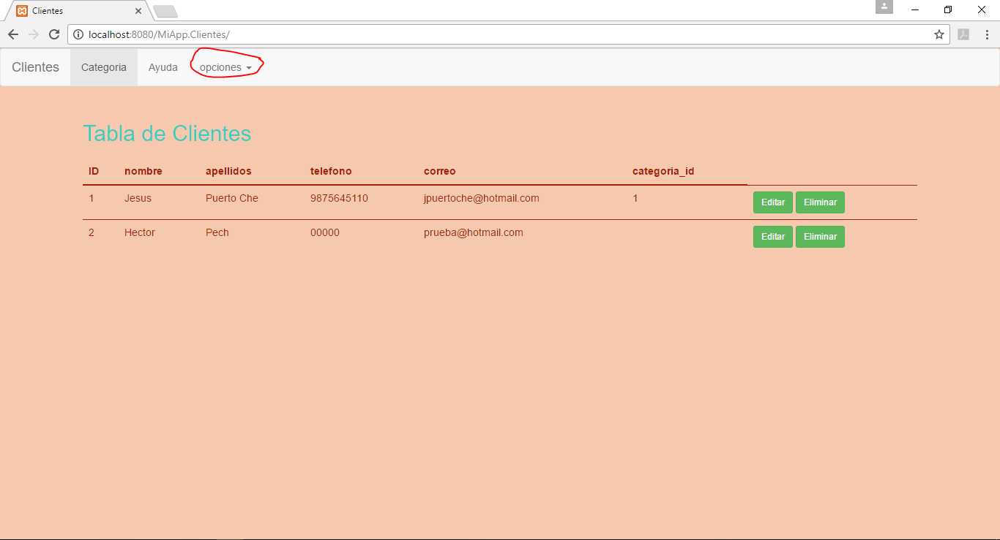 Clientes
localhost:8080/MiApp.Clientes/
Clientes Categoria Ayuda opciones
Tabla de Clientes
ID nombre apellidos telefono correo categoria_id
1 Jesus Puerto Che 9875645110 jpuertoche@hotmail.com 1 Editar Eliminar
2 Hector Pech 00000 prueba@hotmail.com Editar Eliminar